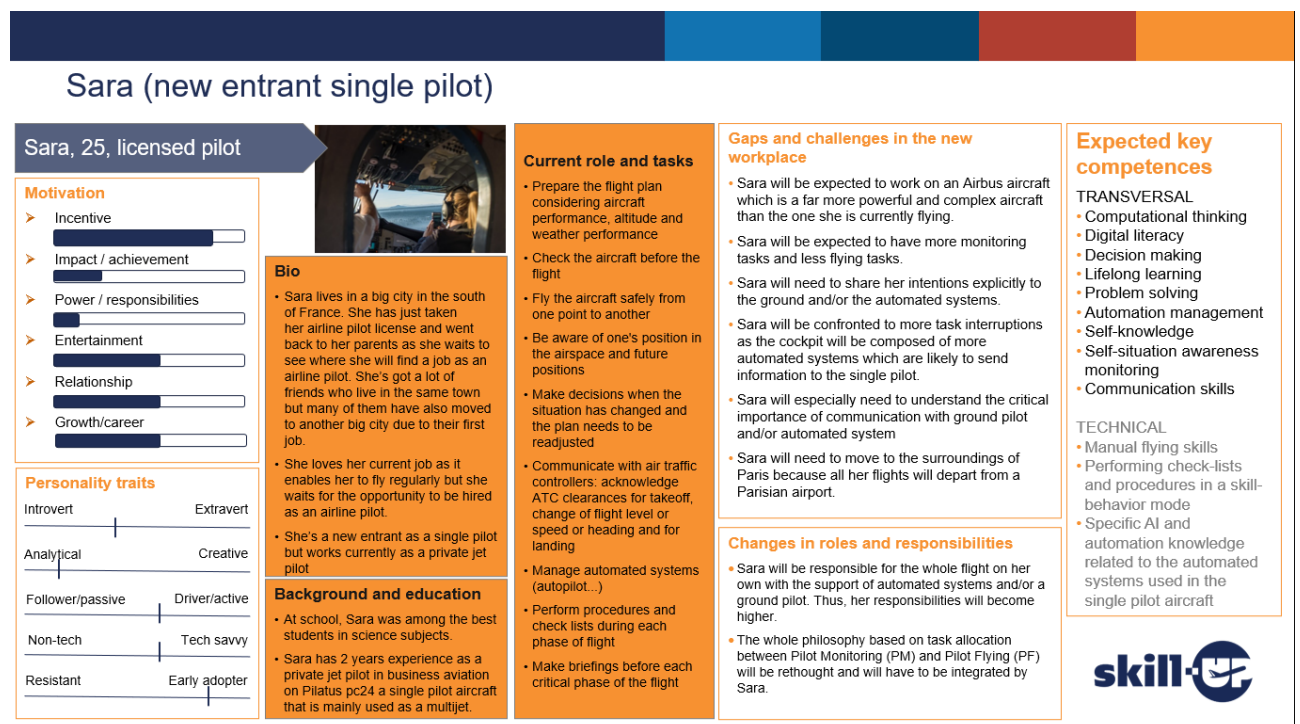 Sara (new entrant single pilot)
Sara, 25, licensed pilot
Motivation
Incentive
Impact / achievement
Power / responsibilities
Entertainment
Relationship
Growth/career
Personality traits
Introvert Extravert
Analytical Creative
Follower/passive Driver/active
Non-tech Tech savvy
Resistant Early adopter
Bio
• Sara lives in a big city in the south
of France. She has just taken
her airline pilot license and went
back to her parents as she waits to
see where she will find a job as an
airline pilot. She's got a lot of
friends who live in the same town
but many of them have also moved
to another big city due to their first
job.
• She loves her current job as it
enables her to fly regularly but she
waits for the opportunity to be hired
as an airline pilot.
• She's a new entrant as a single pilot
but works currently as a private jet
pilot
Background and education
• At school, Sara was among the best
students in science subjects.
• Sara has 2 years experience as a
private jet pilot in business aviation
on Pilatus pc24 a single pilot aircraft
that is mainly used as a multijet.
Current role and tasks
• Prepare the flight plan
considering aircraft
performance, altitude and
weather performance
• Check the aircraft before the
flight
• Fly the aircraft safely from
one point to another
• Be aware of one's position in
the airspace and future
positions
• Make decisions when the
situation has changed and
the plan needs to be
readjusted
• Communicate with air traffic
controllers: acknowledge
ATC clearances for takeoff,
change of flight level or
speed or heading and for
landing
• Manage automated systems
(autopilot...)
• Perform procedures and
check lists during each
phase of flight
• Make briefings before each
critical phase of the flight
Gaps and challenges in the new
workplace
• Sara will be expected to work on an Airbus aircraft
which is a far more powerful and complex aircraft
than the one she is currently flying.
• Sara will be expected to have more monitoring
tasks and less flying tasks.
• Sara will need to share her intentions explicitly to
the ground and/or the automated systems.
• Sara will be confronted to more task interruptions
as the cockpit will be composed of more
automated systems which are likely to send
information to the single pilot.
• Sara will especially need to understand the critical
importance of communication with ground pilot
and/or automated system
• Sara will need to move to the surroundings of
Paris because all her flights will depart from a
Parisian airport.
Changes in roles and responsibilities
• Sara will be responsible for the whole flight on her
own with the support of automated systems and/or a
ground pilot. Thus, her responsibilities will become
higher.
• The whole philosophy based on task allocation
between Pilot Monitoring (PM) and Pilot Flying (PF)
will be rethought and will have to be integrated by
Sara.
Expected key
competences
TRANSVERSAL
• Computational thinking
• Digital literacy
• Decision making
• Lifelong learning
• Problem solving
• Automation management
• Self-knowledge
• Self-situation awareness
monitoring
• Communication skills
TECHNICAL
• Manual flying skills
• Performing check-lists
and procedures in a skill-
behavior mode
• Specific AI and
automation knowledge
related to the automated
systems used in the
single pilot aircraft
skill-UP